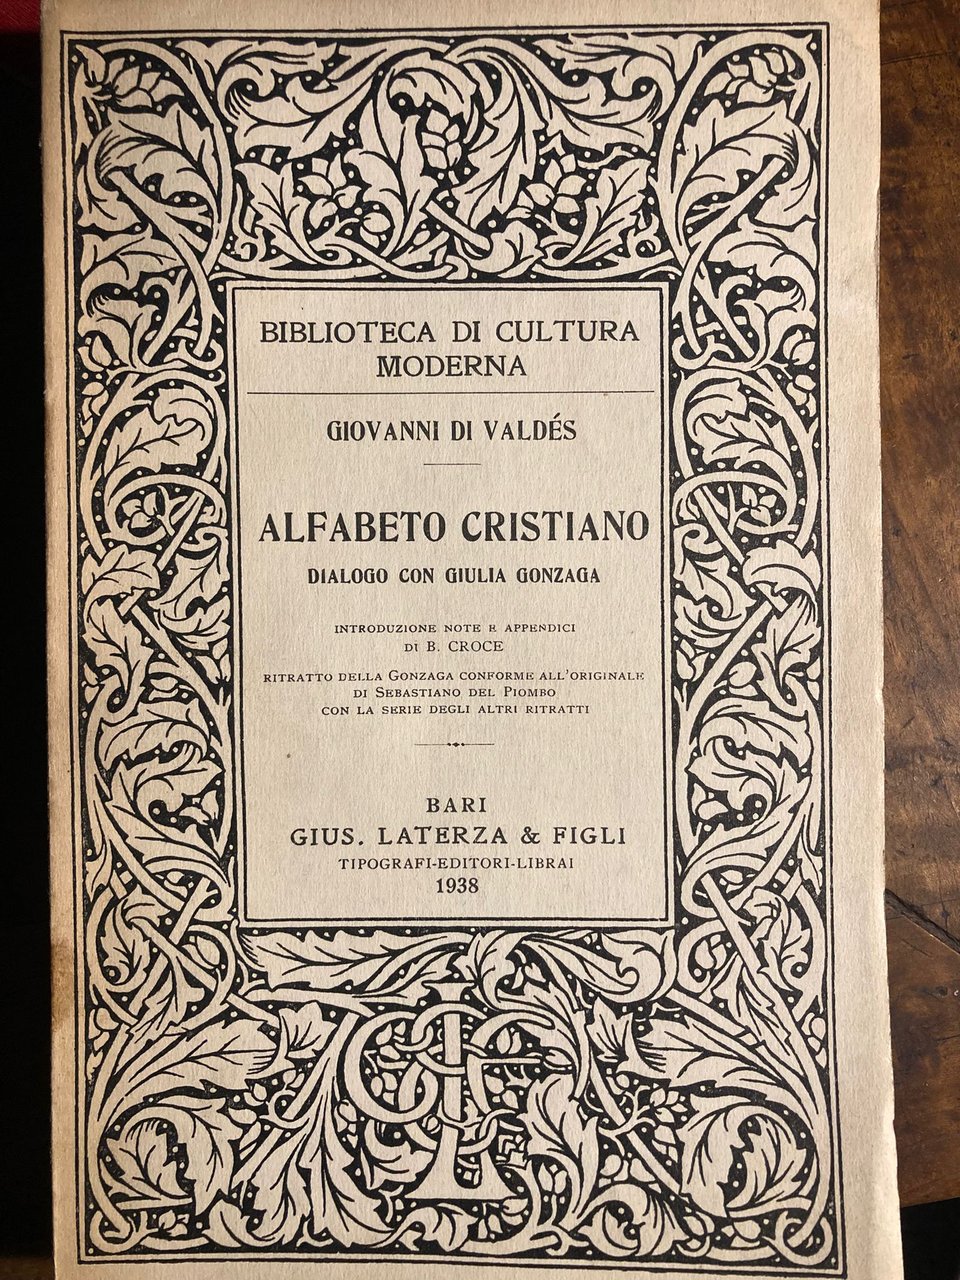 BIBLIOTECA DI CULTURA
MODERNA
GIOVANNI DI VALDÉS
ALFABETO CRISTIANO
DIALOGO CON GIULIA GONZAGA
INTRODUZIONE NOTE E APPENDICI
DI B. CROCE
RITRATTO DELLA GONZAGA CONFORME ALL'ORIGINALE
DI SEBASTIANO DEL PIOMBO
CON LA SERIE DEGLI ALTRI RITRATTI
BARI
GIUS. LATERZA & FIGLI
TIPOGRAFI-EDITORI-LIBRAI
1938